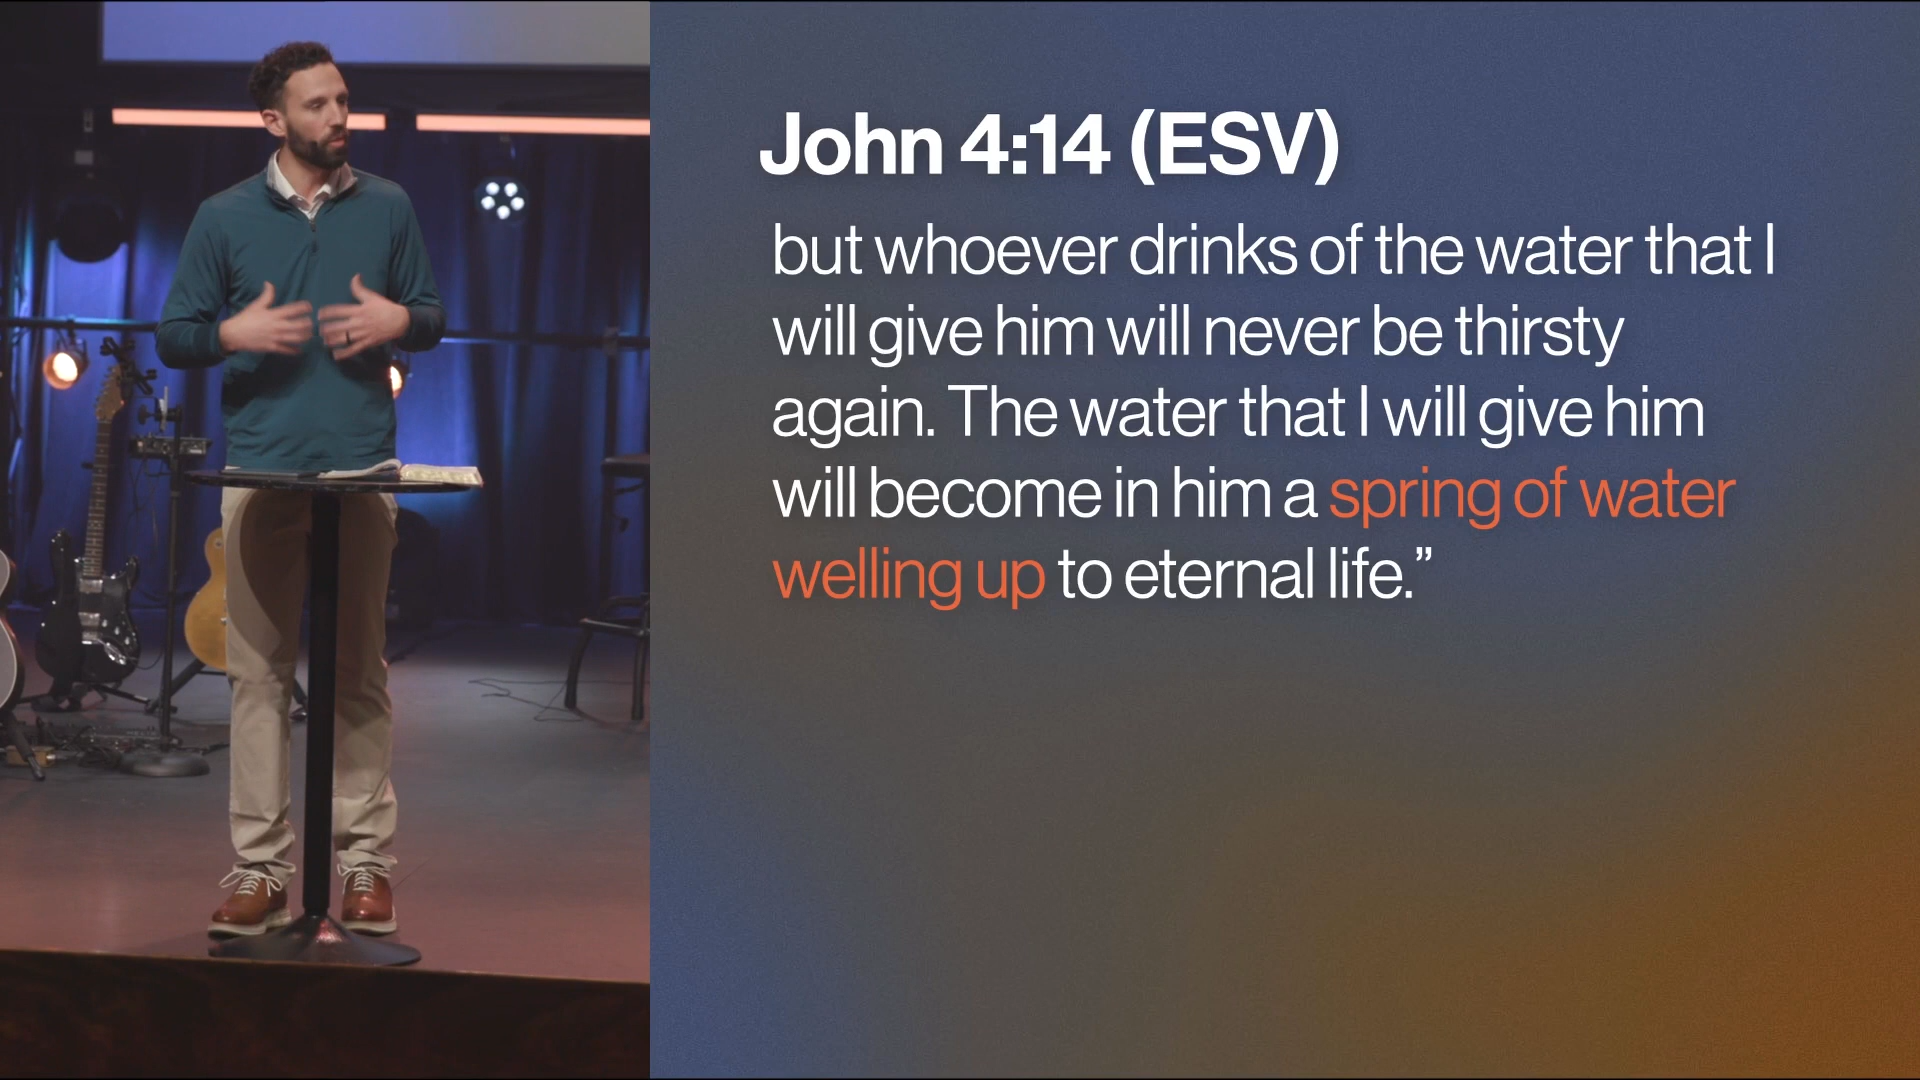 John 4:14 (ESV)
but whoever drinks of the water that I
will give him will never be thirsty
again. The water that I will give him
will become in him a spring of water
welling up to eternal life.”